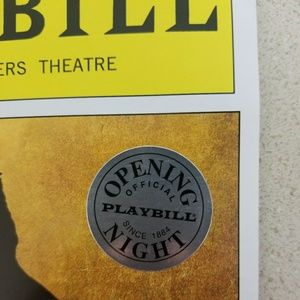 BILL
ERS THEATRE
OPENING
OFFICIAL
PLAYBILL
SINCE 1884
NIGHT